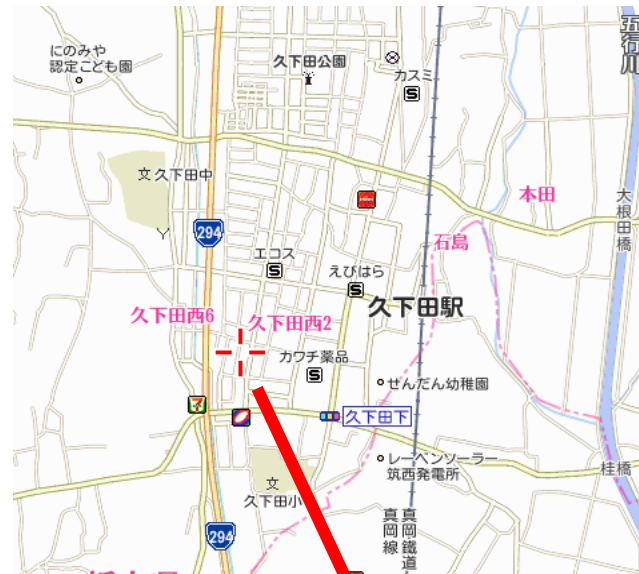 にのみや
認定こども園
久下田公園
カスミ
S
五行川
文 久下田中
本田
大根田橋
294
石島
エコス
S
えびはら
S
久下田駅
久下田西6
久下田西2
カワチ薬品
S
せんだん幼稚園
7
久下田下
レーベンソーラー
筑西発電所
桂橋
文
久下田小
294
真岡線
真岡鐵道